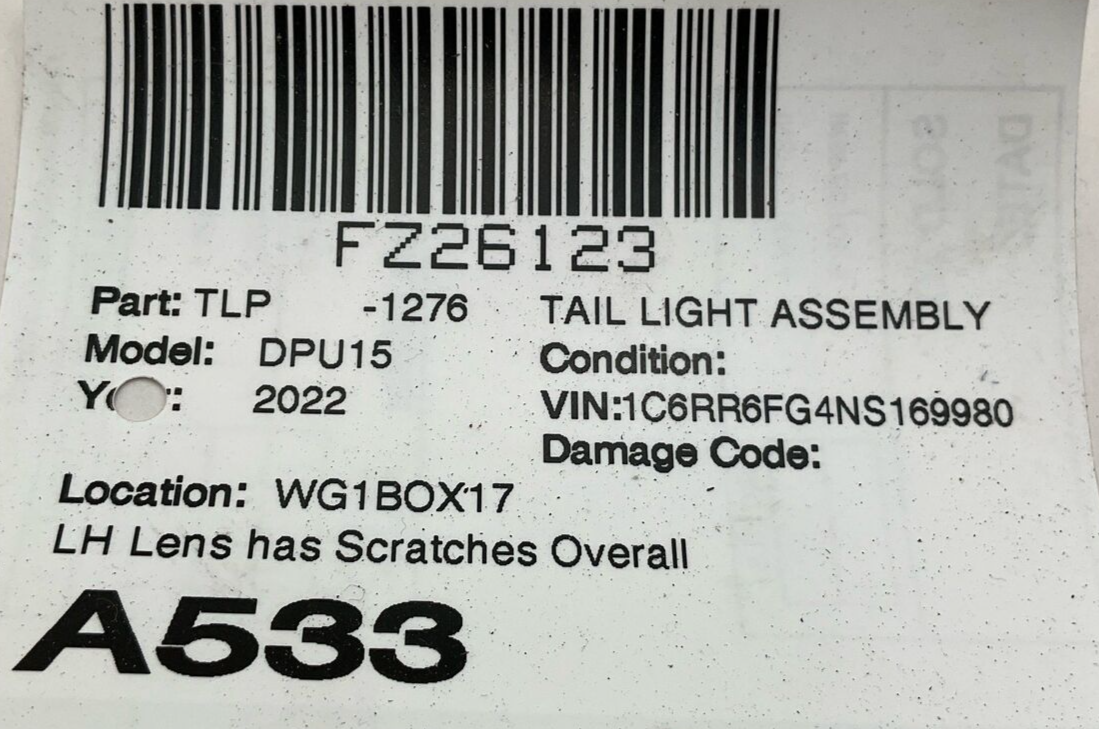 FZ26123
Part: TLP -1276 TAIL LIGHT ASSEMBLY
Model: DPU15 Condition:
2022 VIN:1C6RR6FG4NS169980
Damage Code:
Location: WG1BOX17
LH Lens has Scratches Overall
A533